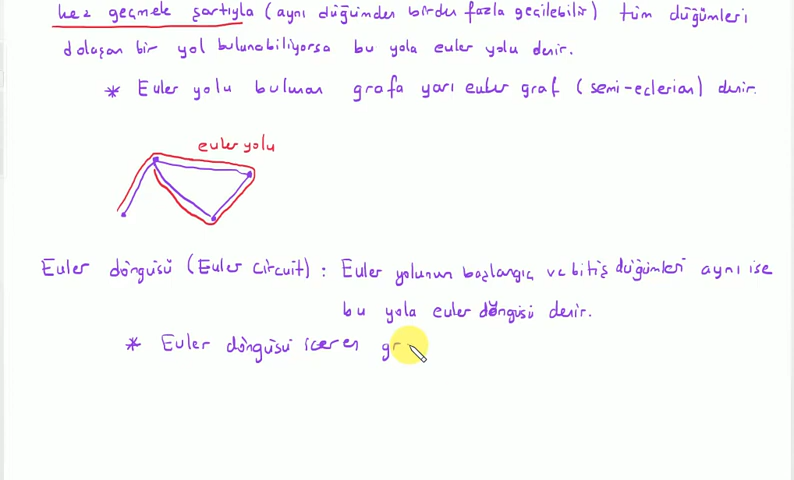 kez geçmek şartıyla (aynı düğümden birden fazla geçilebilir) tüm düğümleri
dolaşan bir yol bulunabiliyorsa bu yola euler yolu denir.
* Euler yolu bulunan grafa yarı euler graf (semi-eclerian) denir.
euler yolu
Euler döngüsü (Euler Circuit) : Euler yolunun başlangıç ve bitiş düğümleri aynı ise
bu yola euler döngüsü denir.
* Euler döngüsü içeren gr